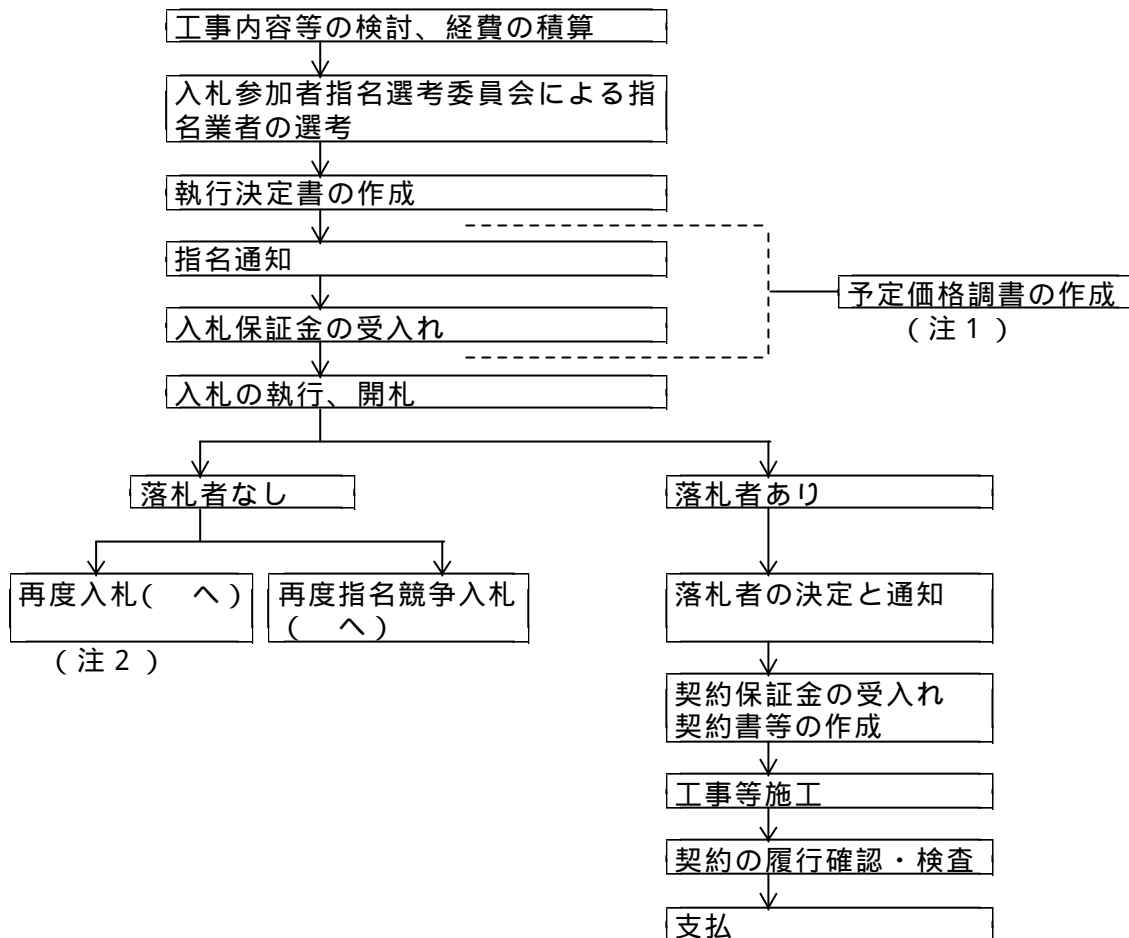 工事内容等の検討、経費の積算
入札参加者指名選考委員会による指
名業者の選考
執行決定書の作成
指名通知
予定価格調書の作成
(注1)
入札保証金の受入れ
入札の執行、開札
落札者なし
落札者あり
再度入札( へ)
(注2)
再度指名競争入札
( へ)
落札者の決定と通知
契約保証金の受入れ
契約書等の作成
工事等施工
契約の履行確認・検査
支払